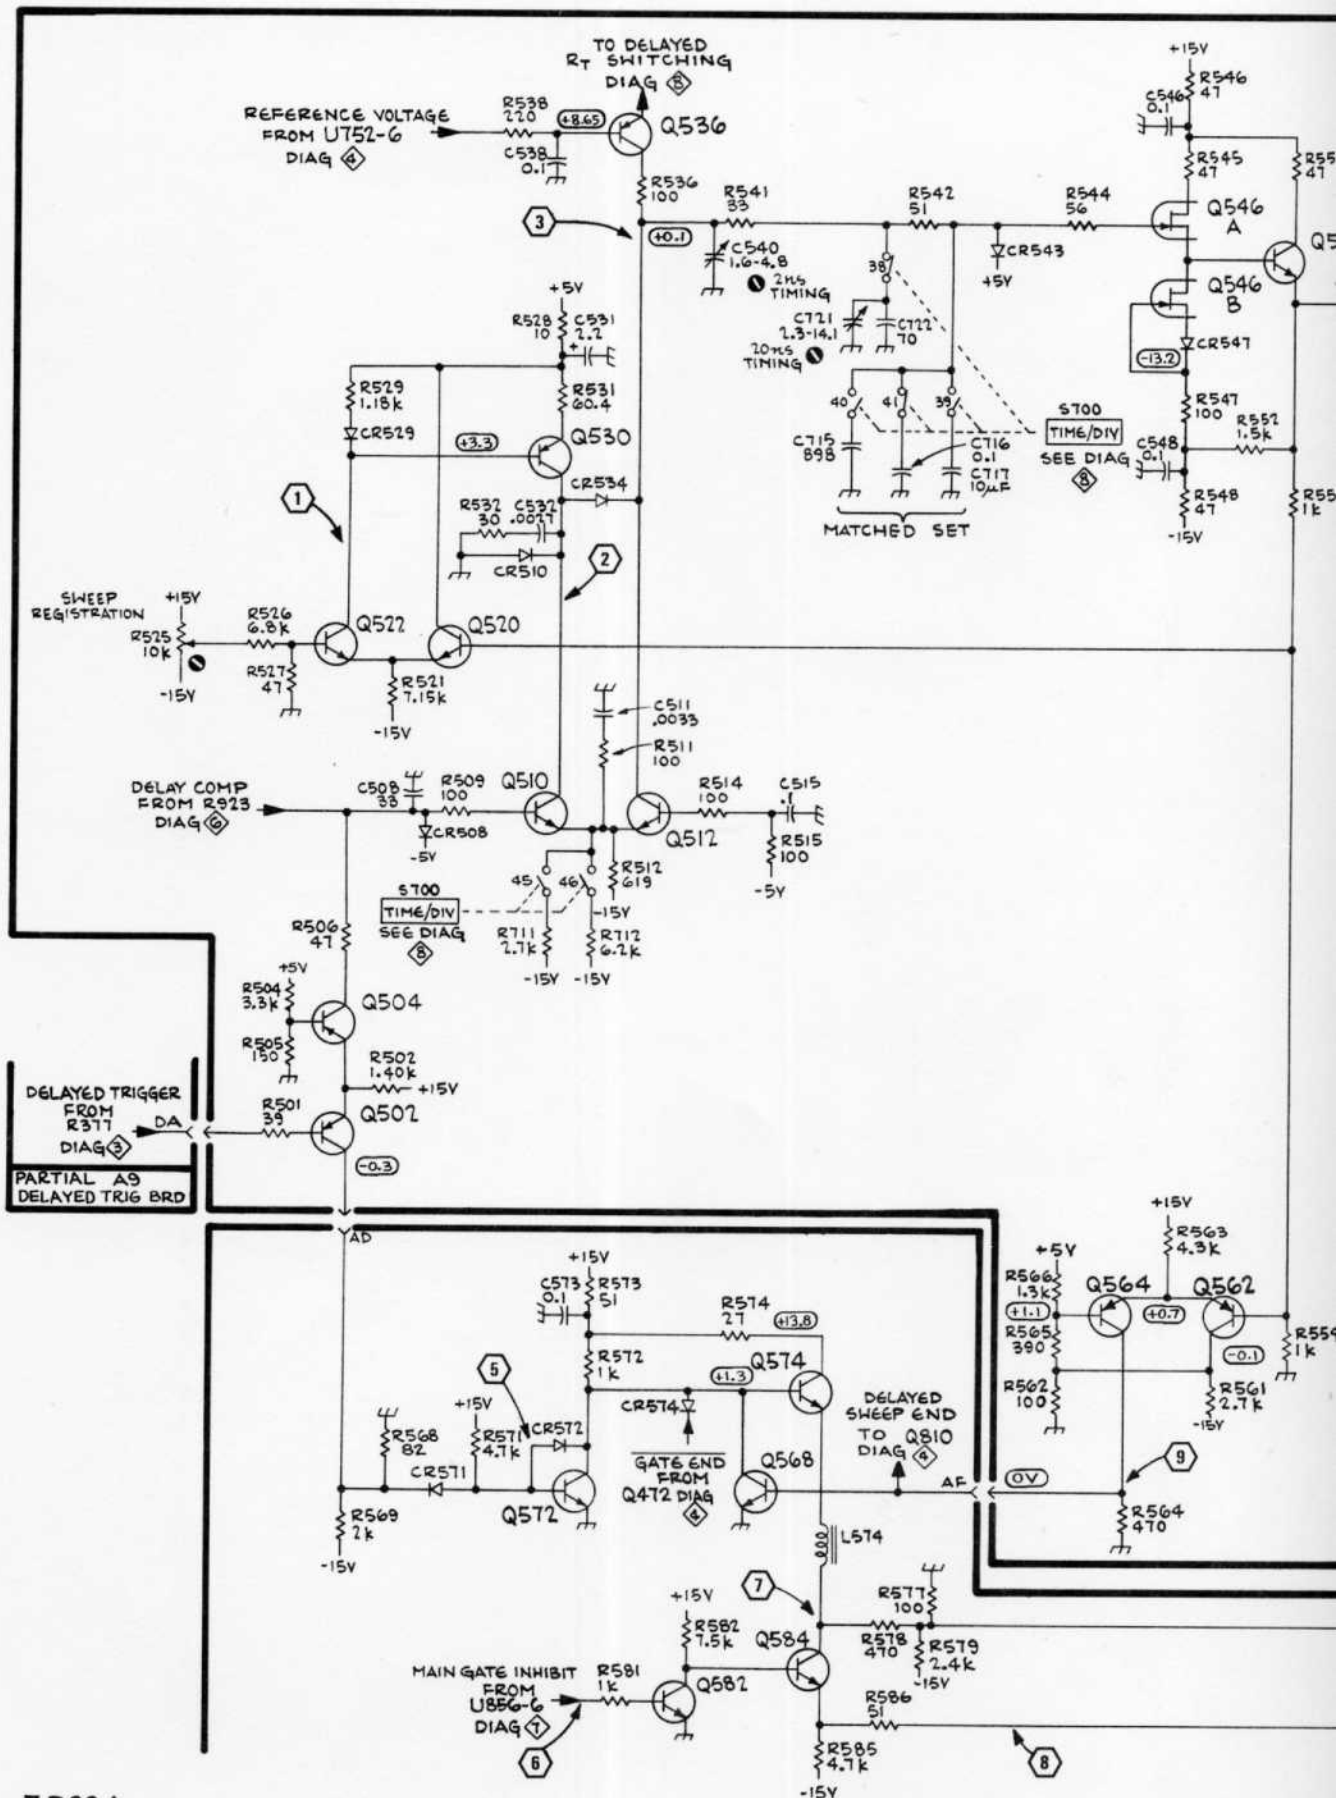 TO DELAYED
RT SWITCHING
DIAG 8
REFERENCE VOLTAGE
FROM U752-6
DIAG 4
R538
220
+8.65
C538
0.1
Q536
R536
100
3
+0.1
R541
33
C540
1.6-4.8
2ns
TIMING
R542
51
R544
56
CR543
+5V
+15V
R546
47
C546
0.1
R545
47
R55
47
Q546
A
Q5
Q546
B
CR547
-13.2
R547
100
R552
1.5k
C548
0.1
R548
47
-15V
R55
1k
38
C721
2.3-14.1
20ns
TIMING
C722
70
40
41
39
C715
898
C716
0.1
C717
10µF
MATCHED SET
S700
TIME/DIV
SEE DIAG
8
+5V
R528
10
C531
2.2
+
R529
1.18k
R531
60.4
CR529
+3.3
Q530
CR534
1
R532
30
C532
.0027
CR510
2
SWEEP
REGISTRATION
+15V
R525
10k
-15V
R526
6.8k
R527
47
Q522
Q520
R521
7.15k
-15V
C511
.0033
R511
100
DELAY COMP
FROM R923
DIAG 6
C508
33
R509
100
CR508
-5V
Q510
Q512
R514
100
C515
.1
R515
100
-5V
S700
TIME/DIV
SEE DIAG
8
45
46
R512
619
-15V
R711
2.7k
-15V
R712
6.2k
-15V
R506
47
+5V
R504
3.3k
R505
150
Q504
R502
1.40k
+15V
DELAYED TRIGGER
FROM
R377
DIAG 3
DA
R501
39
Q502
-0.3
PARTIAL A9
DELAYED TRIG BRD
AD
+15V
C573
0.1
R573
51
R574
27
+13.8
R572
1k
+1.3
Q574
5
+15V
R568
82
R571
4.7k
CR572
CR574
CR571
Q572
R569
2k
-15V
GATE END
FROM
Q472 DIAG
4
DELAYED
SWEEP END
TO Q810
DIAG 4
Q568
AF
0V
L574
+15V
R563
4.3k
+5V
R566
1.3k
+1.1
R565
390
R562
100
Q564
Q562
+0.7
-0.1
R561
2.7k
-15V
R554
1k
9
R564
470
7
+15V
R582
7.5k
Q584
R577
100
R578
470
R579
2.4k
-15V
MAIN GATE INHIBIT
FROM
U856-6
DIAG 7
R581
1k
Q582
R586
51
6
R585
4.7k
-15V
8